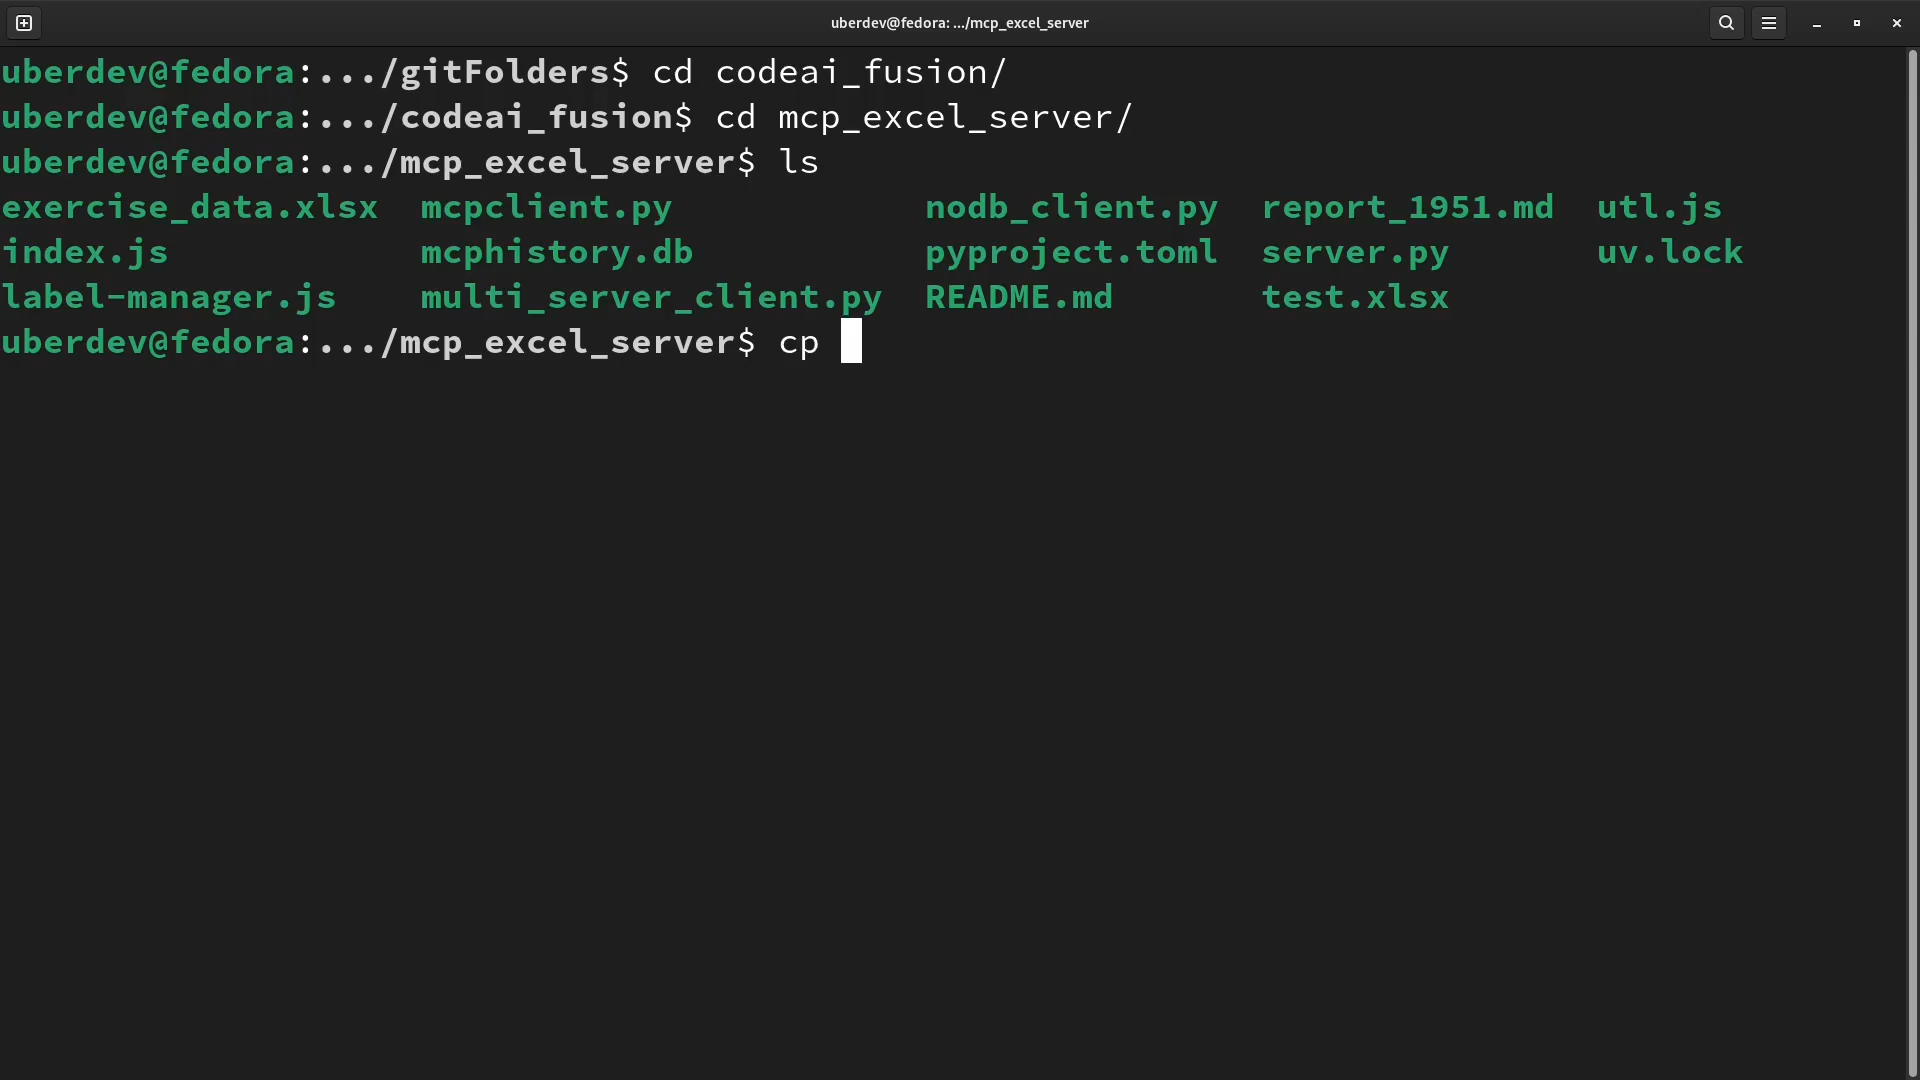 uberdev@fedora: .../mcp_excel_server
uberdev@fedora:.../gitFolders$ cd codeai_fusion/
uberdev@fedora:.../codeai_fusion$ cd mcp_excel_server/
uberdev@fedora:.../mcp_excel_server$ ls
exercise_data.xlsx  mcpclient.py            nodb_client.py  report_1951.md  utl.js
index.js            mcphistory.db           pyproject.toml  server.py       uv.lock
label-manager.js    multi_server_client.py  README.md       test.xlsx
uberdev@fedora:.../mcp_excel_server$ cp